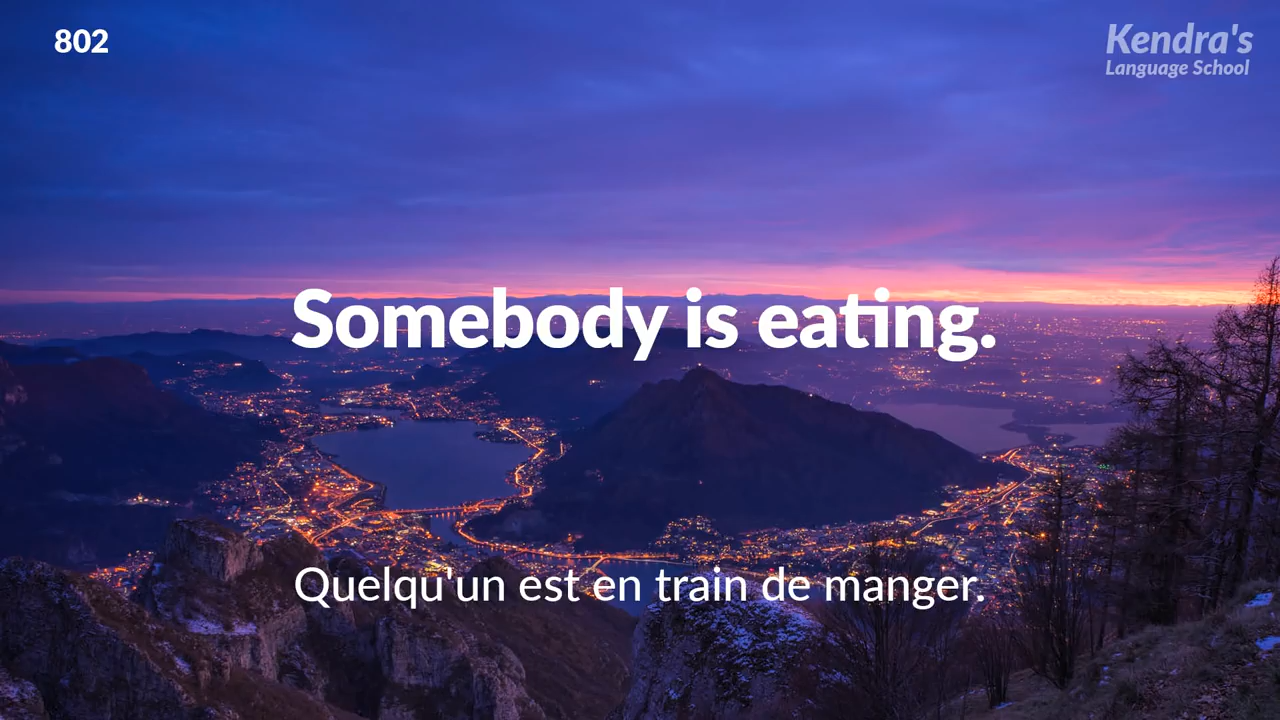 802
Kendra's
Language School
Somebody is eating.
Quelqu'un est en train de manger.